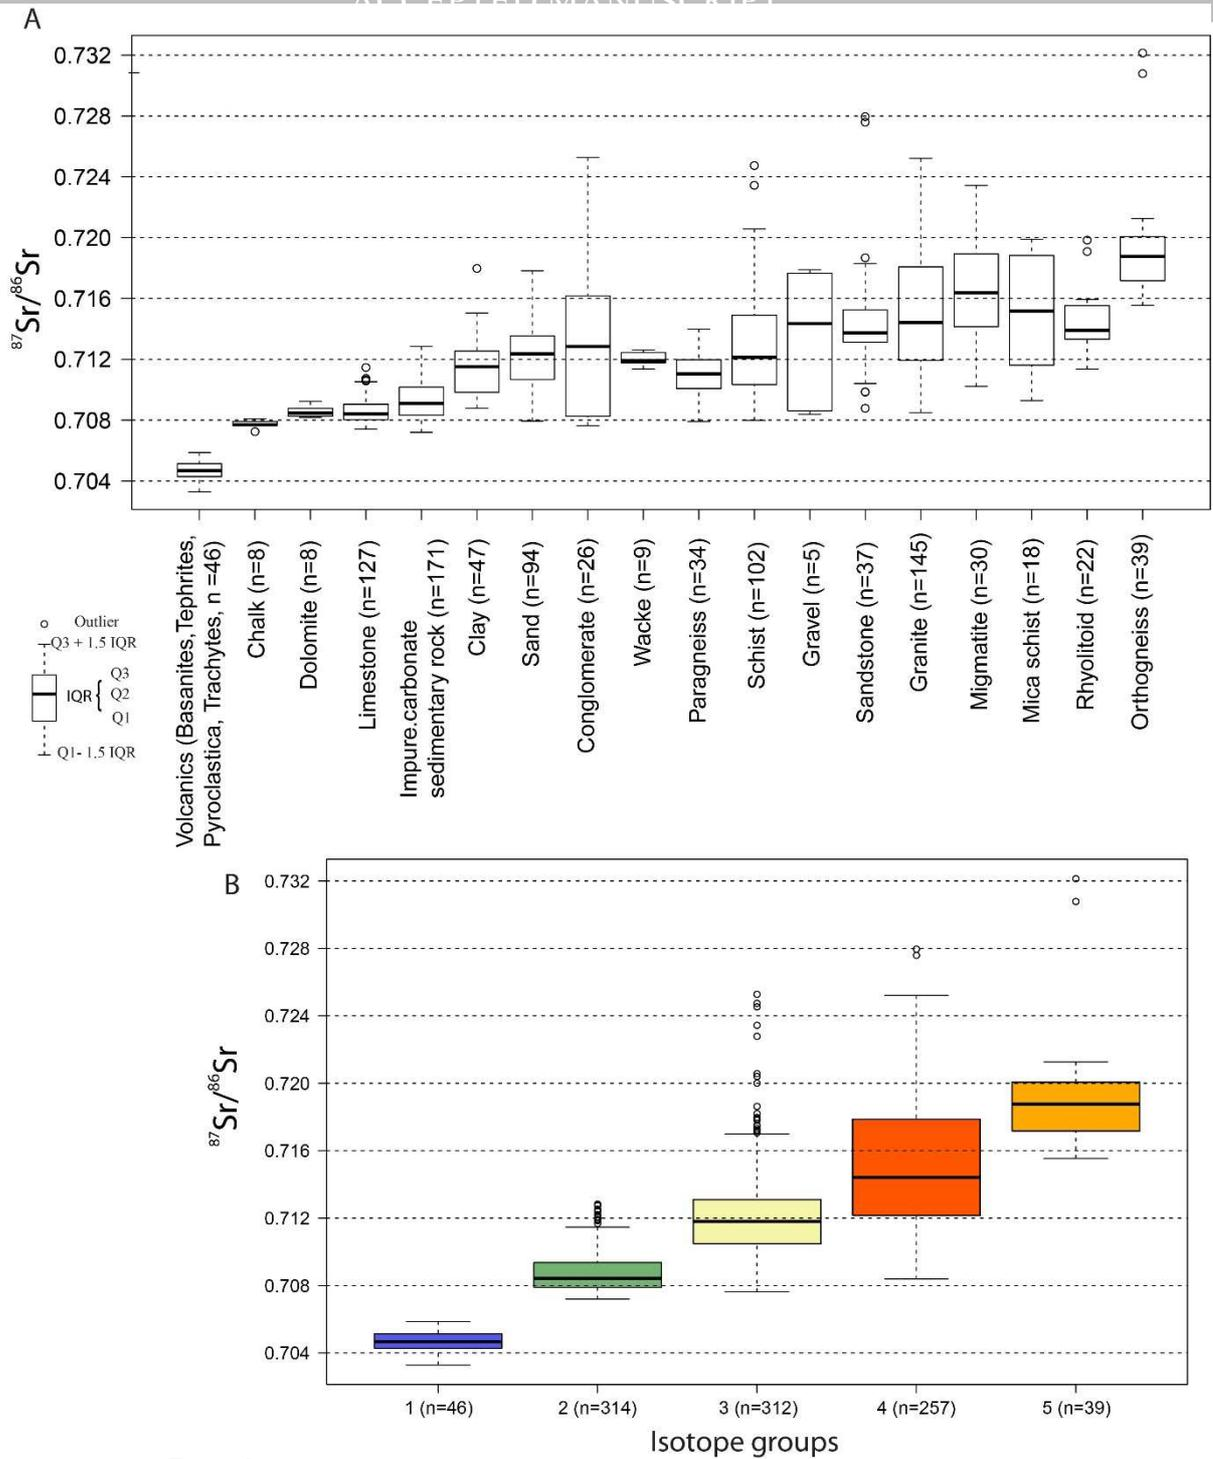 A
0.732
0.728
0.724
0.720
0.716
0.712
0.708
0.704
87Sr/86Sr
Volcanics (Basanites,Tephrites,
Pyroclastica, Trachytes, n =46)
Chalk (n=8)
Dolomite (n=8)
Limestone (n=127)
Impure.carbonate
sedimentary rock (n=171)
Clay (n=47)
Sand (n=94)
Conglomerate (n=26)
Wacke (n=9)
Paragneiss (n=34)
Schist (n=102)
Gravel (n=5)
Sandstone (n=37)
Granite (n=145)
Migmatite (n=30)
Mica schist (n=18)
Rhyolitoid (n=22)
Orthogneiss (n=39)
Outlier
Q3 + 1.5 IQR
Q3
IQR { Q2
Q1
Q1- 1.5 IQR
B
0.732
0.728
0.724
0.720
0.716
0.712
0.708
0.704
87Sr/86Sr
1 (n=46)
2 (n=314)
3 (n=312)
4 (n=257)
5 (n=39)
Isotope groups